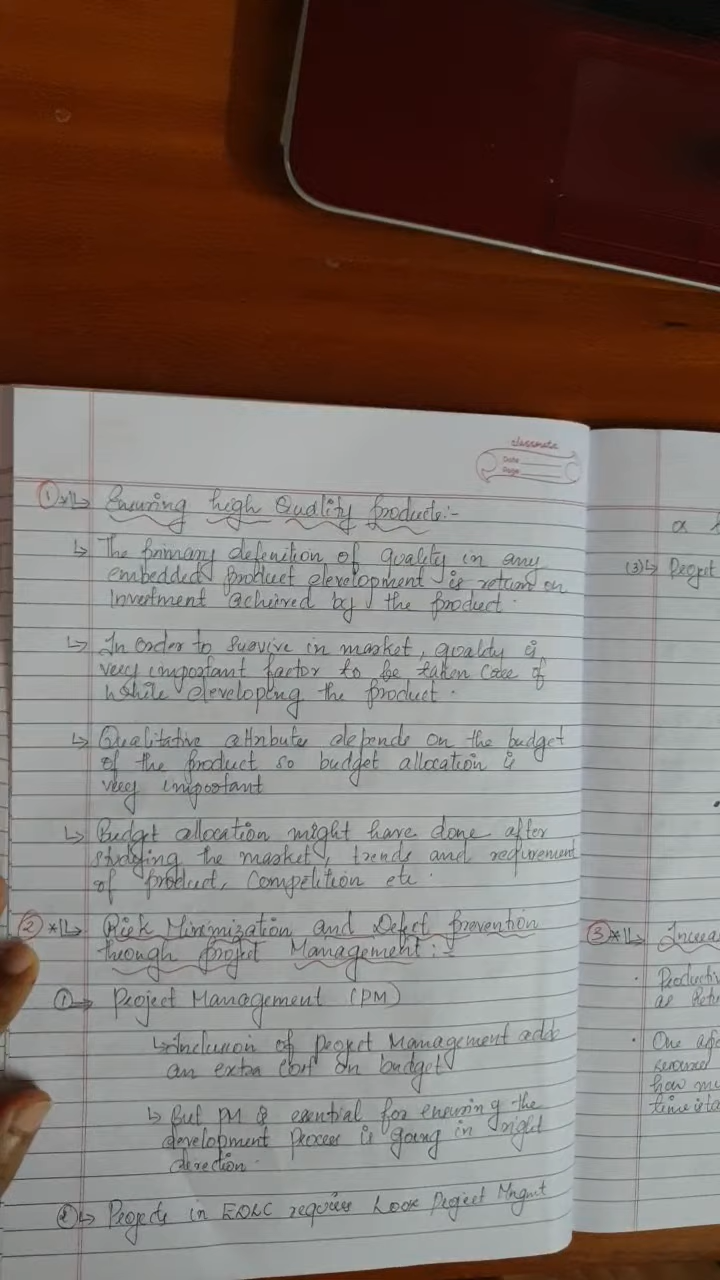 classmate
Date
Page
① *↳ Ensuring high Quality products:-
↳ The primary defenition of quality in any
embedded product development is return on
Investment achieved by the product.
↳ In order to survive in market, quality is
very important factor to be taken care of
while developing the product.
↳ Qualitative attributes depends on the budget
of the product so budget allocation is
very important
↳ Budget allocation might have done after
studying the market, trends and requirement
of product, Competition etc.
② *↳ Risk Minimization and Defect prevention
through project Management:-
①→ Project Management (PM)
↳ Inclusion of Project Management adds
an extra cost on budget
↳ But PM is essential for ensuring the
development process is going in right
direction.
②↳ Projects in EDLC requires Project Mngmt
α
(3)↳
③ *↳
• 
as
• One
how
time is